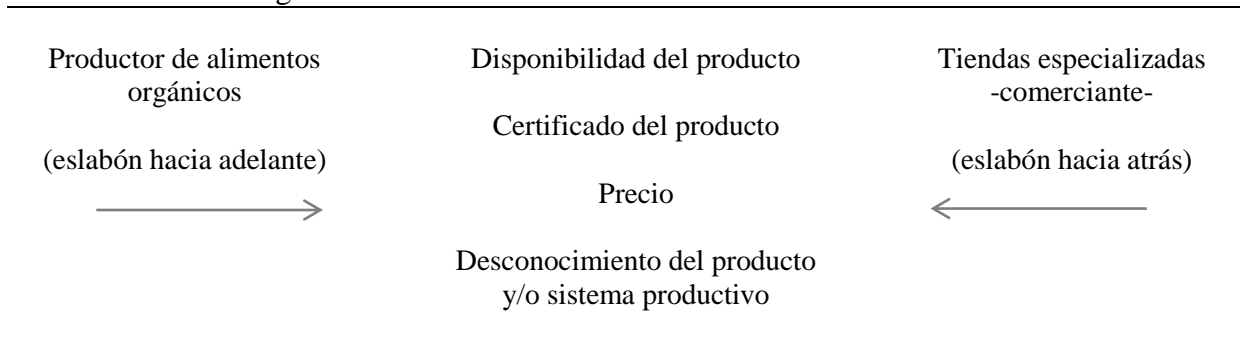 Productor de alimentos
orgánicos
(eslabón hacia adelante)
Disponibilidad del producto
Certificado del producto
Precio
Desconocimiento del producto
y/o sistema productivo
Tiendas especializadas
-comerciante-
(eslabón hacia atrás)